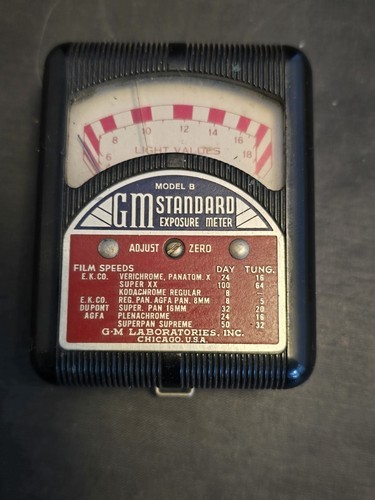 8 10 12 14 16
6 LIGHT VALUES 18
MODEL B
GM STANDARD
EXPOSURE METER
ADJUST ZERO
FILM SPEEDS DAY TUNG.
E.K.CO. VERICHROME, PANATOM. X 24 16
SUPER XX 100 64
KODACHROME REGULAR 8 —
E.K.CO. REG. PAN. AGFA PAN. 8MM 8 5
DUPONT SUPER. PAN 16MM 32 20
AGFA PLENACHROME 24 16
SUPERPAN SUPREME 50 32
G-M LABORATORIES, INC.
CHICAGO, U.S.A.